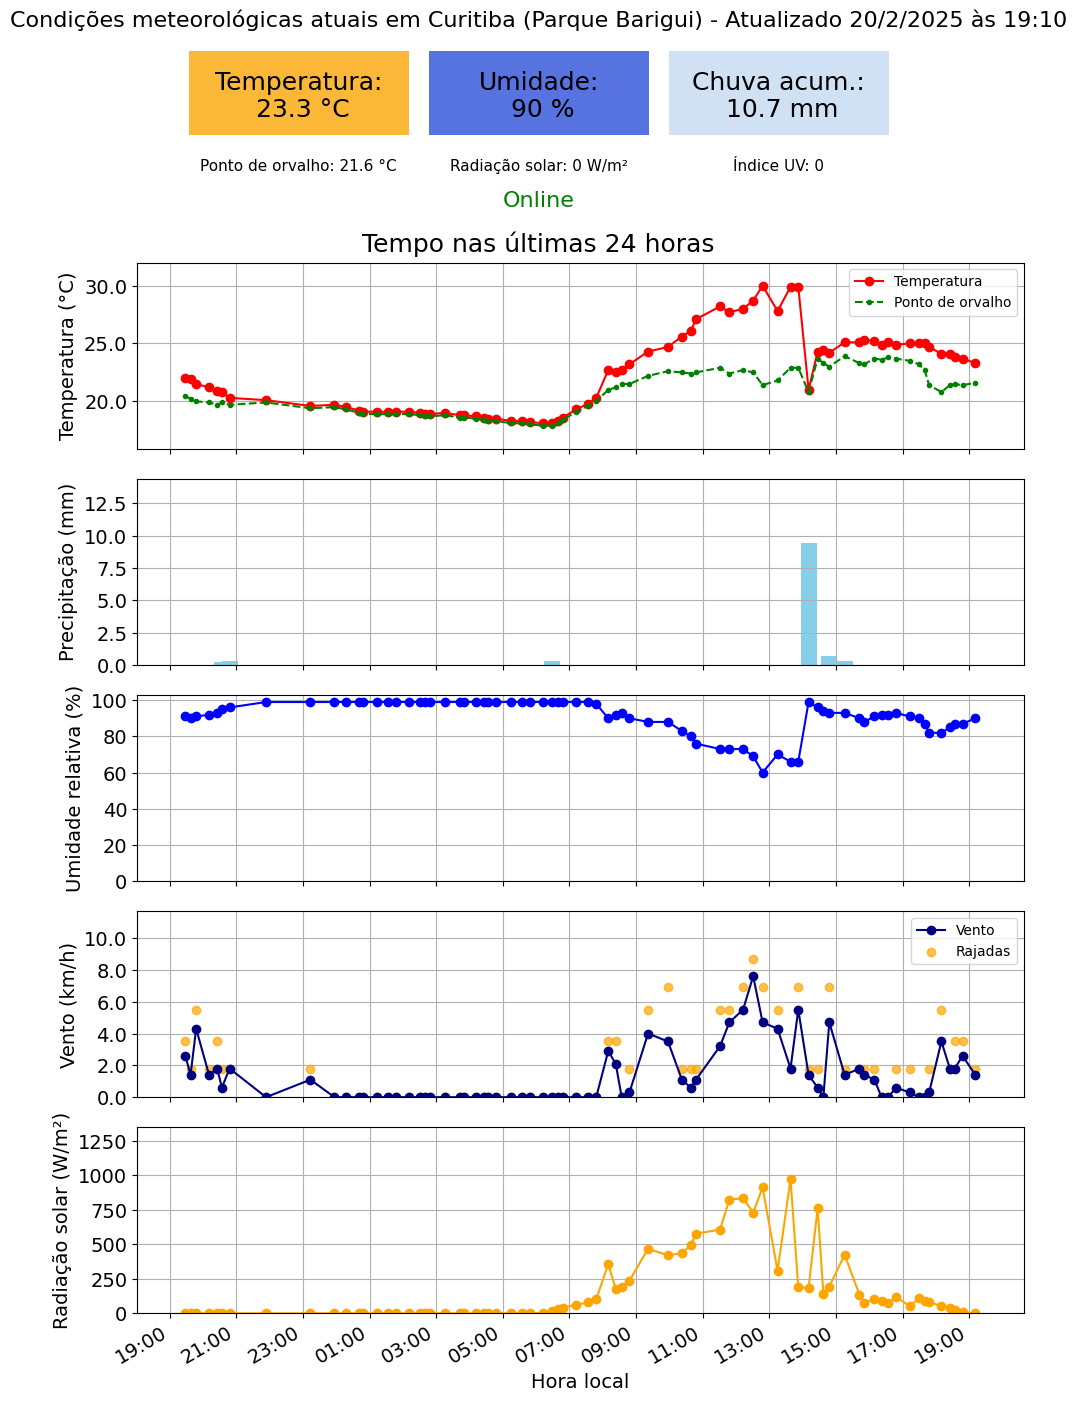 Condições meteorológicas atuais em Curitiba (Parque Barigui) - Atualizado 20/2/2025 às 19:10
Temperatura:
23.3 °C
Umidade:
90 %
Chuva acum.:
10.7 mm
Ponto de orvalho: 21.6 °C
Radiação solar: 0 W/m²
Índice UV: 0
Online
Tempo nas últimas 24 horas
Temperatura (°C)
30.0
25.0
20.0
Temperatura
Ponto de orvalho
Precipitação (mm)
12.5
10.0
7.5
5.0
2.5
0.0
Umidade relativa (%)
100
80
60
40
20
0
Vento (km/h)
10.0
8.0
6.0
4.0
2.0
0.0
Vento
Rajadas
Radiação solar (W/m²)
1250
1000
750
500
250
0
19:00
21:00
23:00
01:00
03:00
05:00
07:00
09:00
11:00
13:00
15:00
17:00
19:00
Hora local